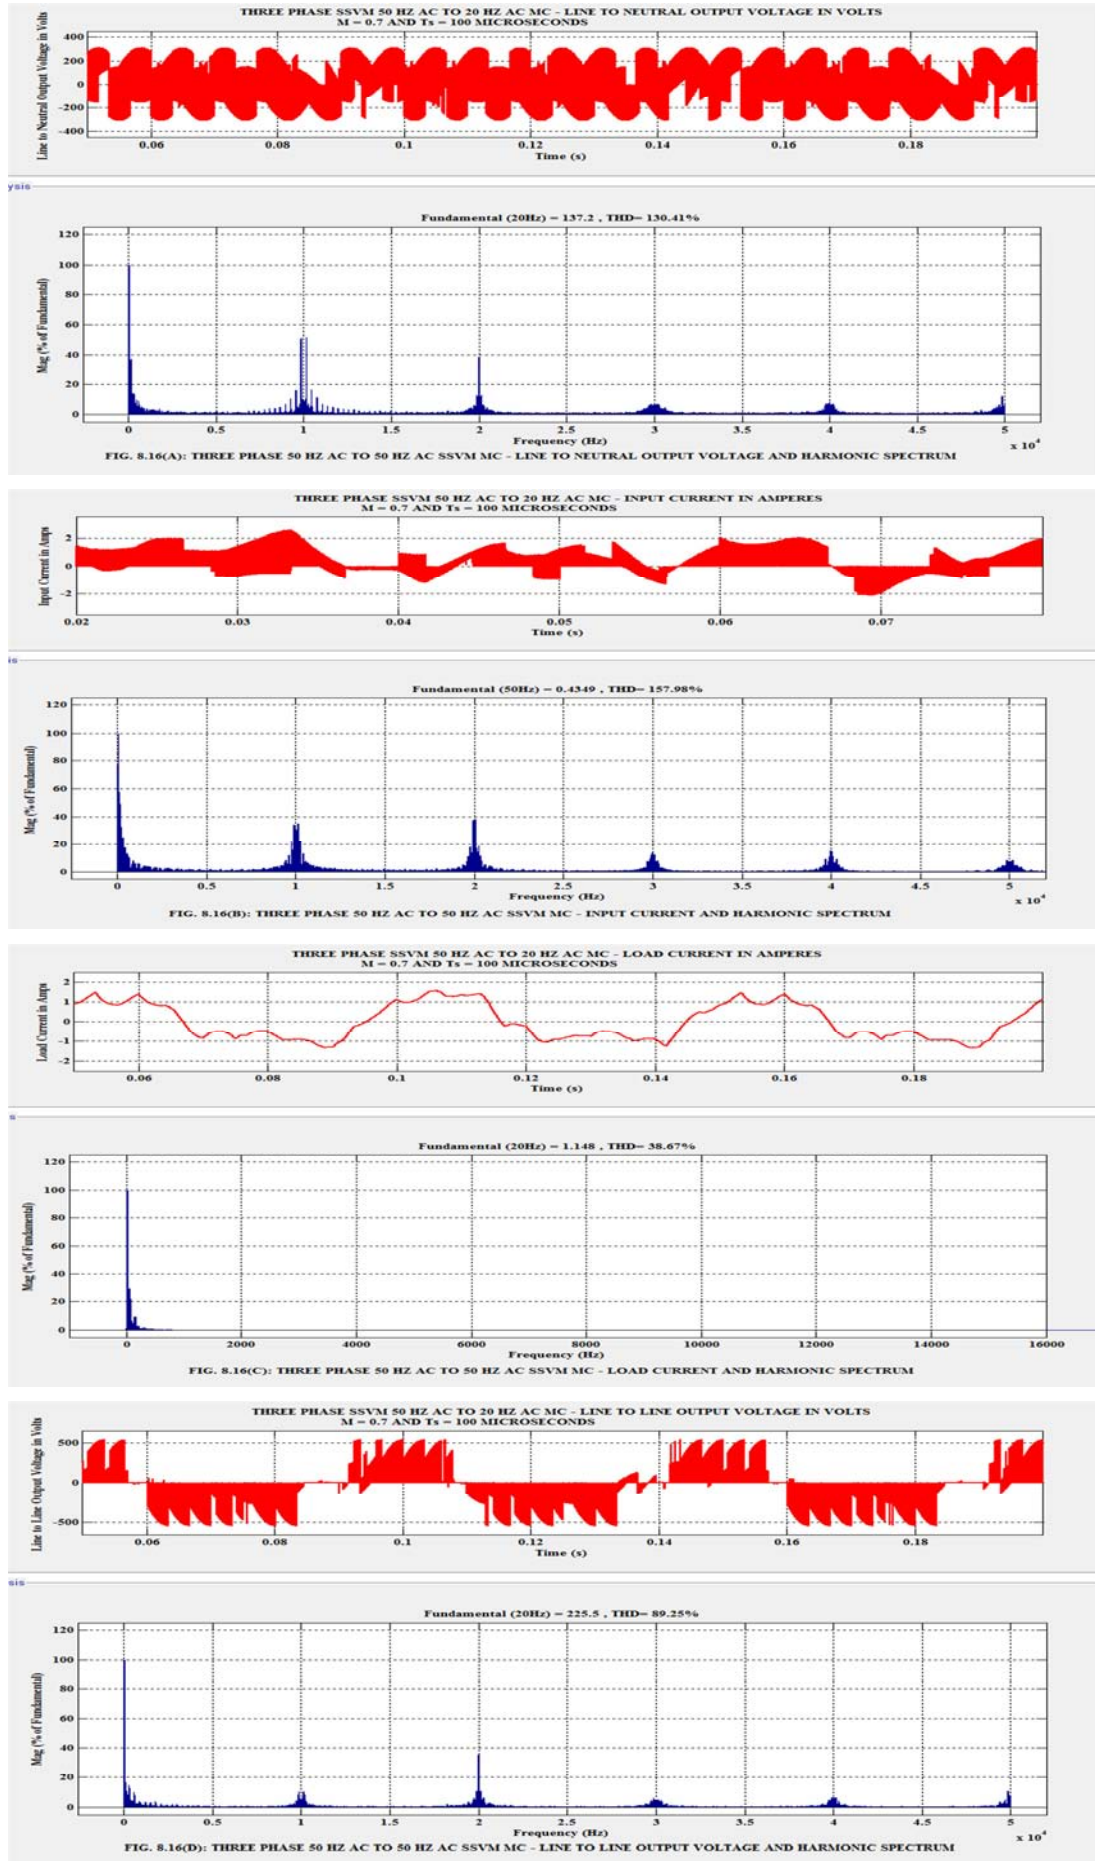 THREE PHASE SSVM 50 HZ AC TO 20 HZ AC MC - LINE TO NEUTRAL OUTPUT VOLTAGE IN VOLTS
M = 0.7 AND Ts = 100 MICROSECONDS
Line to Neutral Output Voltage in Volts
400
200
0
-200
-400
0.06 0.08 0.1 0.12 0.14 0.16 0.18
Time (s)
ysis
Fundamental (20Hz) = 137.2 , THD= 130.41%
Mag (% of Fundamental)
120
100
80
60
40
20
0
0 0.5 1 1.5 2 2.5 3 3.5 4 4.5 5
Frequency (Hz)
x 10⁴
FIG. 8.16(A): THREE PHASE 50 HZ AC TO 50 HZ AC SSVM MC - LINE TO NEUTRAL OUTPUT VOLTAGE AND HARMONIC SPECTRUM
THREE PHASE SSVM 50 HZ AC TO 20 HZ AC MC - INPUT CURRENT IN AMPERES
M = 0.7 AND Ts = 100 MICROSECONDS
Input Current in Amps
2
0
-2
0.02 0.03 0.04 0.05 0.06 0.07
Time (s)
is
Fundamental (50Hz) = 0.4349 , THD= 157.98%
Mag (% of Fundamental)
120
100
80
60
40
20
0
0 0.5 1 1.5 2 2.5 3 3.5 4 4.5 5
Frequency (Hz)
x 10⁴
FIG. 8.16(B): THREE PHASE 50 HZ AC TO 50 HZ AC SSVM MC - INPUT CURRENT AND HARMONIC SPECTRUM
THREE PHASE SSVM 50 HZ AC TO 20 HZ AC MC - LOAD CURRENT IN AMPERES
M = 0.7 AND Ts = 100 MICROSECONDS
Load Current in Amps
2
1
0
-1
-2
0.06 0.08 0.1 0.12 0.14 0.16 0.18
Time (s)
s
Fundamental (20Hz) = 1.148 , THD= 38.67%
Mag (% of Fundamental)
120
100
80
60
40
20
0
0 2000 4000 6000 8000 10000 12000 14000 16000
Frequency (Hz)
FIG. 8.16(C): THREE PHASE 50 HZ AC TO 50 HZ AC SSVM MC - LOAD CURRENT AND HARMONIC SPECTRUM
THREE PHASE SSVM 50 HZ AC TO 20 HZ AC MC - LINE TO LINE OUTPUT VOLTAGE IN VOLTS
M = 0.7 AND Ts = 100 MICROSECONDS
Line to Line Output Voltage in Volts
500
0
-500
0.06 0.08 0.1 0.12 0.14 0.16 0.18
Time (s)
sis
Fundamental (20Hz) = 225.5 , THD= 89.25%
Mag (% of Fundamental)
120
100
80
60
40
20
0
0 0.5 1 1.5 2 2.5 3 3.5 4 4.5 5
Frequency (Hz)
x 10⁴
FIG. 8.16(D): THREE PHASE 50 HZ AC TO 50 HZ AC SSVM MC - LINE TO LINE OUTPUT VOLTAGE AND HARMONIC SPECTRUM